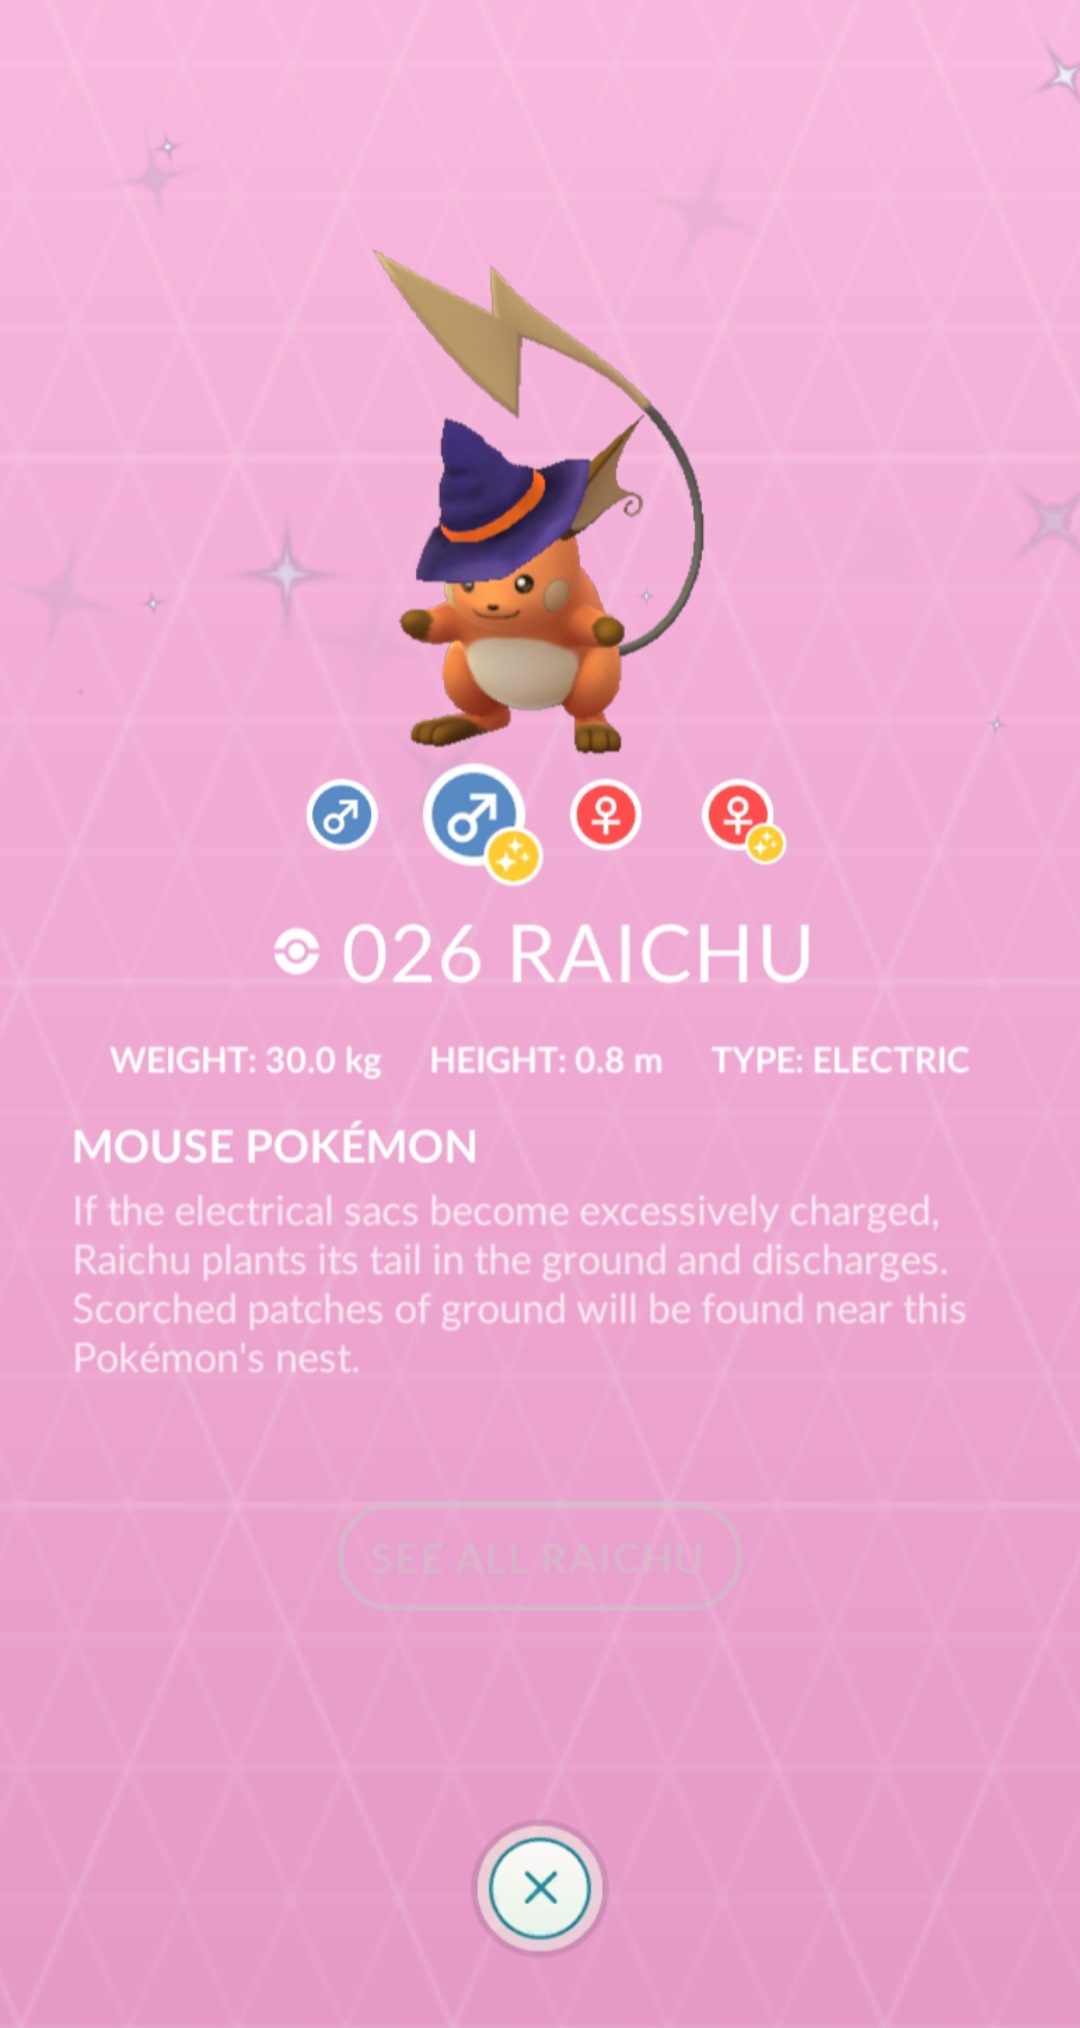 026 RAICHU
WEIGHT: 30.0 kg HEIGHT: 0.8 m TYPE: ELECTRIC
MOUSE POKÉMON
If the electrical sacs become excessively charged,
Raichu plants its tail in the ground and discharges.
Scorched patches of ground will be found near this
Pokémon's nest.
SEE ALL RAICHU